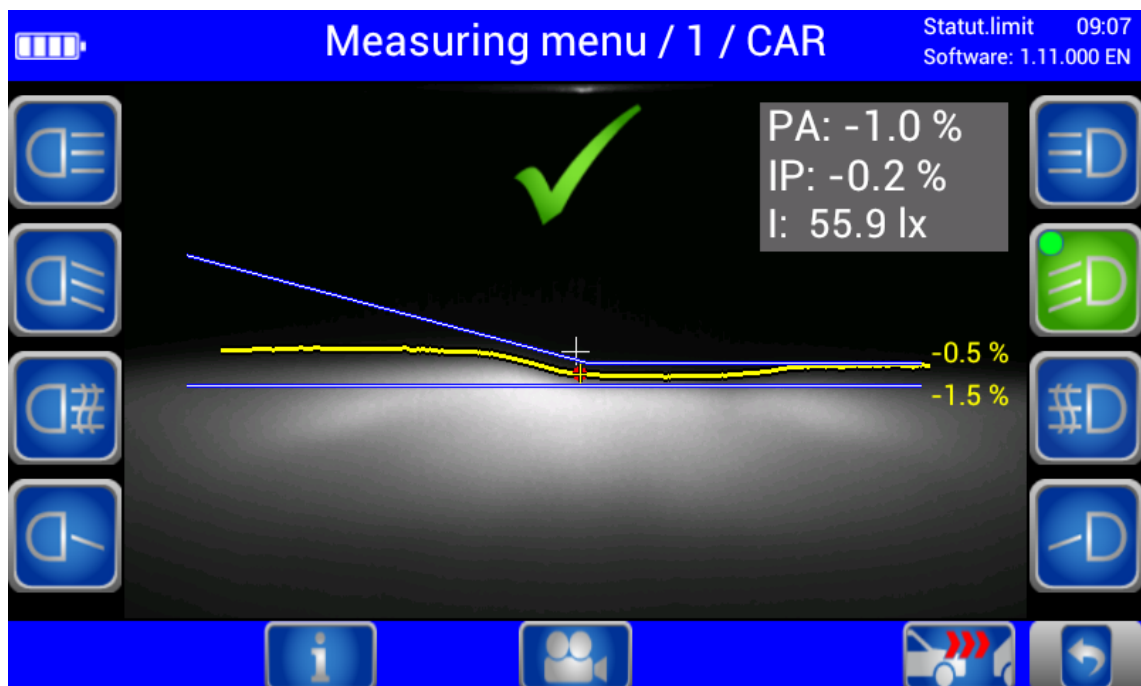 Measuring menu / 1 / CAR
Statut.limit 09:07
Software: 1.11.000 EN
PA: -1.0 %
IP: -0.2 %
I: 55.9 lx
-0.5 %
-1.5 %
i